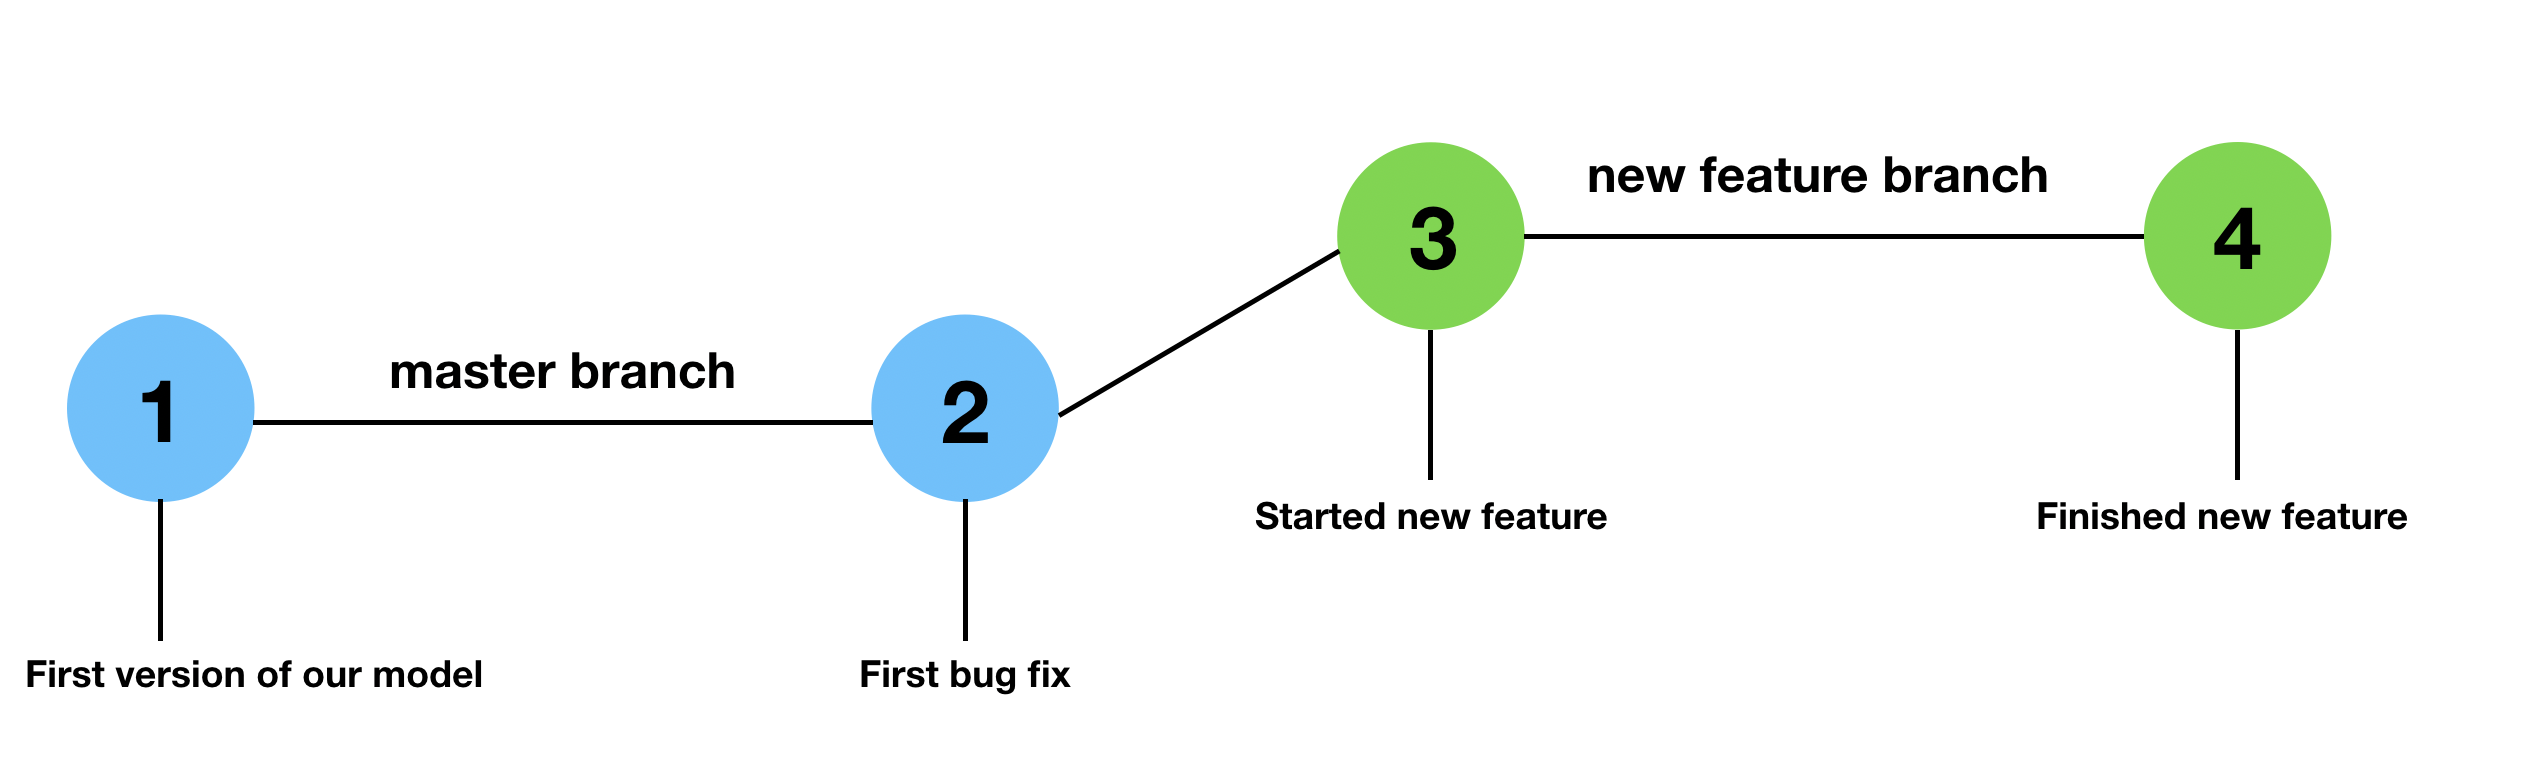 new feature branch
3
4
master branch
1
2
Started new feature
Finished new feature
First version of our model
First bug fix